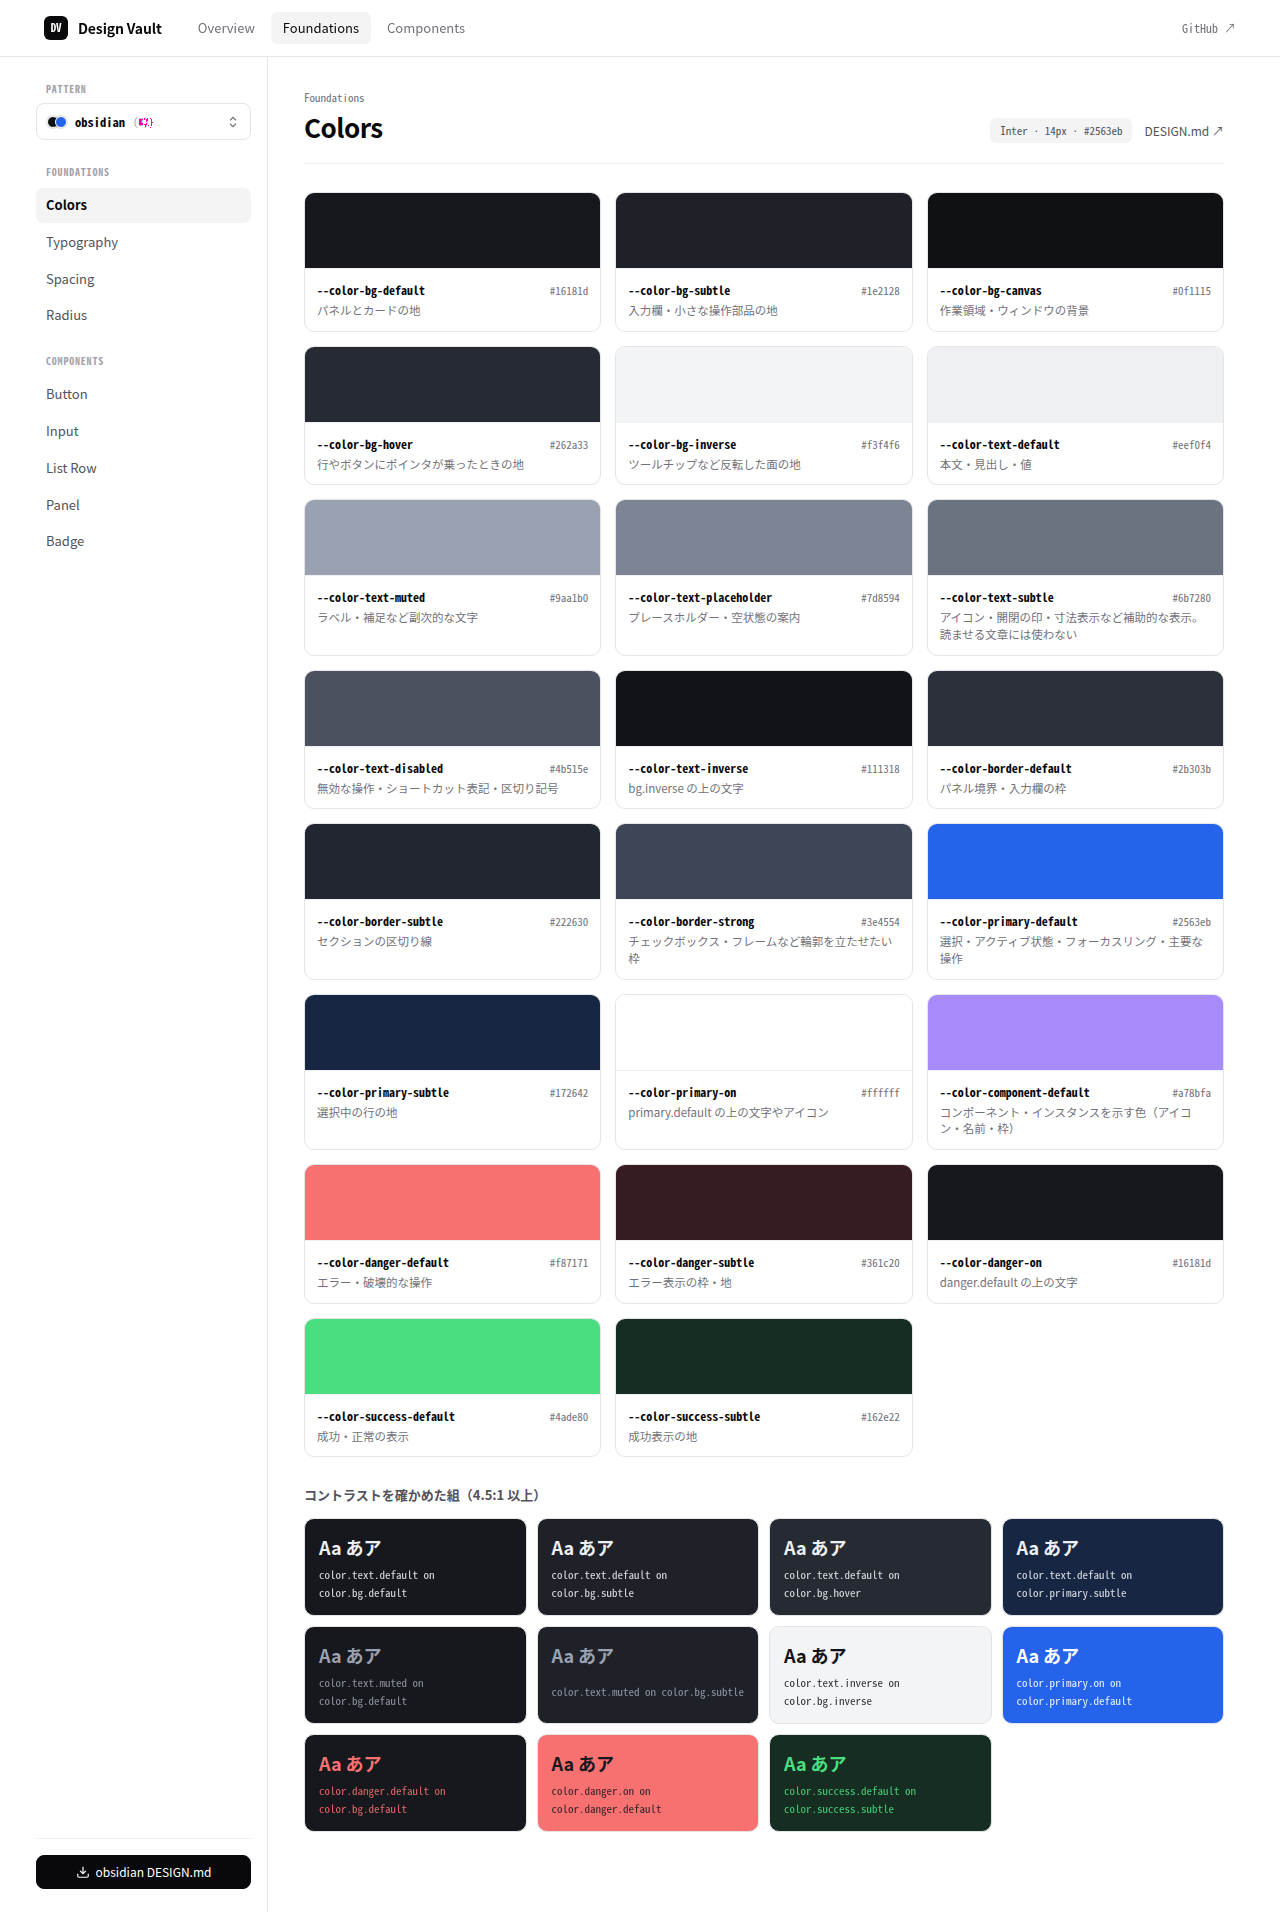 DV Design Vault Overview Foundations Components GitHub ↗
PATTERN
obsidian
FOUNDATIONS
Colors
Typography
Spacing
Radius
COMPONENTS
Button
Input
List Row
Panel
Badge
obsidian DESIGN.md
Foundations
Colors
Inter · 14px · #2563eb DESIGN.md ↗
--color-bg-default #16181d
パネルとカードの地
--color-bg-subtle #1e2128
入力欄・小さな操作部品の地
--color-bg-canvas #0f1115
作業領域・ウィンドウの背景
--color-bg-hover #262a33
行やボタンにポインタが乗ったときの地
--color-bg-inverse #f3f4f6
ツールチップなど反転した面の地
--color-text-default #eef0f4
本文・見出し・値
--color-text-muted #9aa1b0
ラベル・補足など副次的な文字
--color-text-placeholder #7d8594
プレースホルダー・空状態の案内
--color-text-subtle #6b7280
アイコン・開閉の印・寸法表示など補助的な表示。
読ませる文章には使わない
--color-text-disabled #4b515e
無効な操作・ショートカット表記・区切り記号
--color-text-inverse #111318
bg.inverse の上の文字
--color-border-default #2b303b
パネル境界・入力欄の枠
--color-border-subtle #222630
セクションの区切り線
--color-border-strong #3e4554
チェックボックス・フレームなど輪郭を立たせたい
枠
--color-primary-default #2563eb
選択・アクティブ状態・フォーカスリング・主要な
操作
--color-primary-subtle #172642
選択中の行の地
--color-primary-on #ffffff
primary.default の上の文字やアイコン
--color-component-default #a78bfa
コンポーネント・インスタンスを示す色（アイコ
ン・名前・枠）
--color-danger-default #f87171
エラー・破壊的な操作
--color-danger-subtle #361c20
エラー表示の枠・地
--color-danger-on #16181d
danger.default の上の文字
--color-success-default #4ade80
成功・正常の表示
--color-success-subtle #162e22
成功表示の地
コントラストを確かめた組（4.5:1 以上）
Aa あア
color.text.default on
color.bg.default
Aa あア
color.text.default on
color.bg.subtle
Aa あア
color.text.default on
color.bg.hover
Aa あア
color.text.default on
color.primary.subtle
Aa あア
color.text.muted on
color.bg.default
Aa あア
color.text.muted on color.bg.subtle
Aa あア
color.text.inverse on
color.bg.inverse
Aa あア
color.primary.on on
color.primary.default
Aa あア
color.danger.default on
color.bg.default
Aa あア
color.danger.on on
color.danger.default
Aa あア
color.success.default on
color.success.subtle